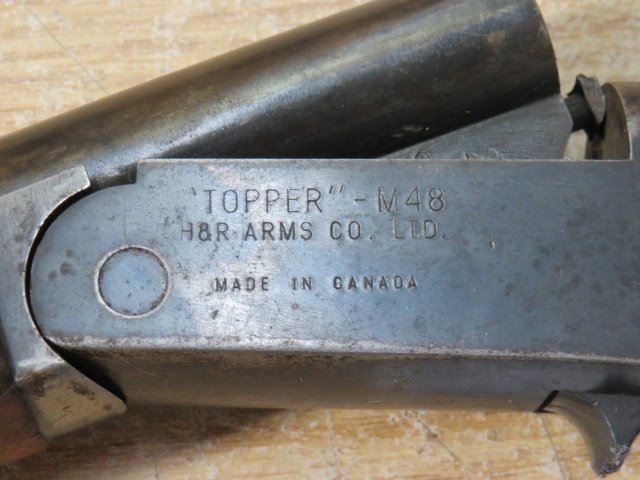 "TOPPER" - M48
H&R ARMS CO. LTD.
MADE IN CANADA